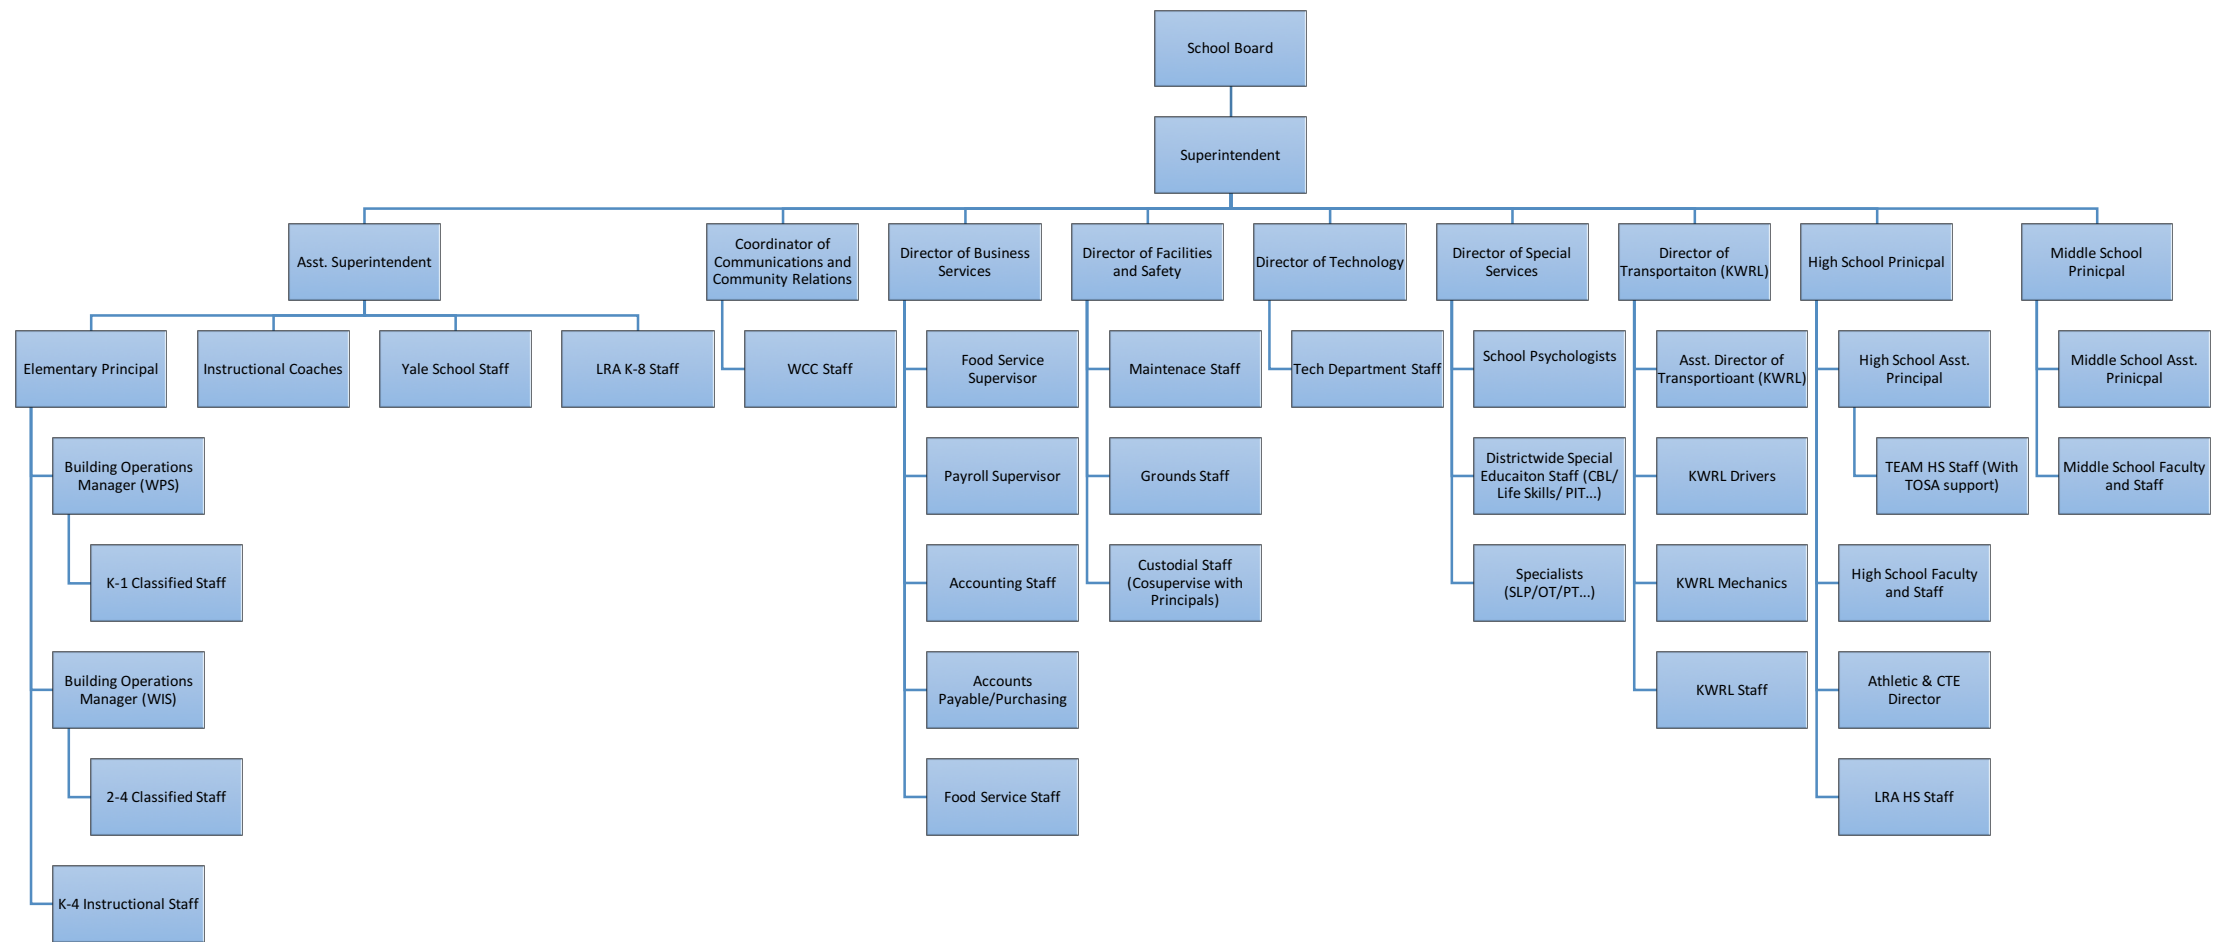 School Board
Superintendent
Asst. Superintendent
Coordinator of
Communications and
Community Relations
Director of Business
Services
Director of Facilities
and Safety
Director of Technology
Director of Special
Services
Director of
Transportaiton (KWRL)
High School Prinicpal
Middle School
Prinicpal
Elementary Principal
Instructional Coaches
Yale School Staff
LRA K-8 Staff
WCC Staff
Food Service
Supervisor
Maintenace Staff
Tech Department Staff
School Psychologists
Asst. Director of
Transportioant (KWRL)
High School Asst.
Principal
Middle School Asst.
Prinicpal
Building Operations
Manager (WPS)
Payroll Supervisor
Grounds Staff
Districtwide Special
Educaiton Staff (CBL/
Life Skills/ PIT...)
KWRL Drivers
TEAM HS Staff (With
TOSA support)
Middle School Faculty
and Staff
K-1 Classified Staff
Accounting Staff
Custodial Staff
(Cosupervise with
Principals)
Specialists
(SLP/OT/PT...)
KWRL Mechanics
High School Faculty
and Staff
Building Operations
Manager (WIS)
Accounts
Payable/Purchasing
KWRL Staff
Athletic & CTE
Director
2-4 Classified Staff
Food Service Staff
LRA HS Staff
K-4 Instructional Staff